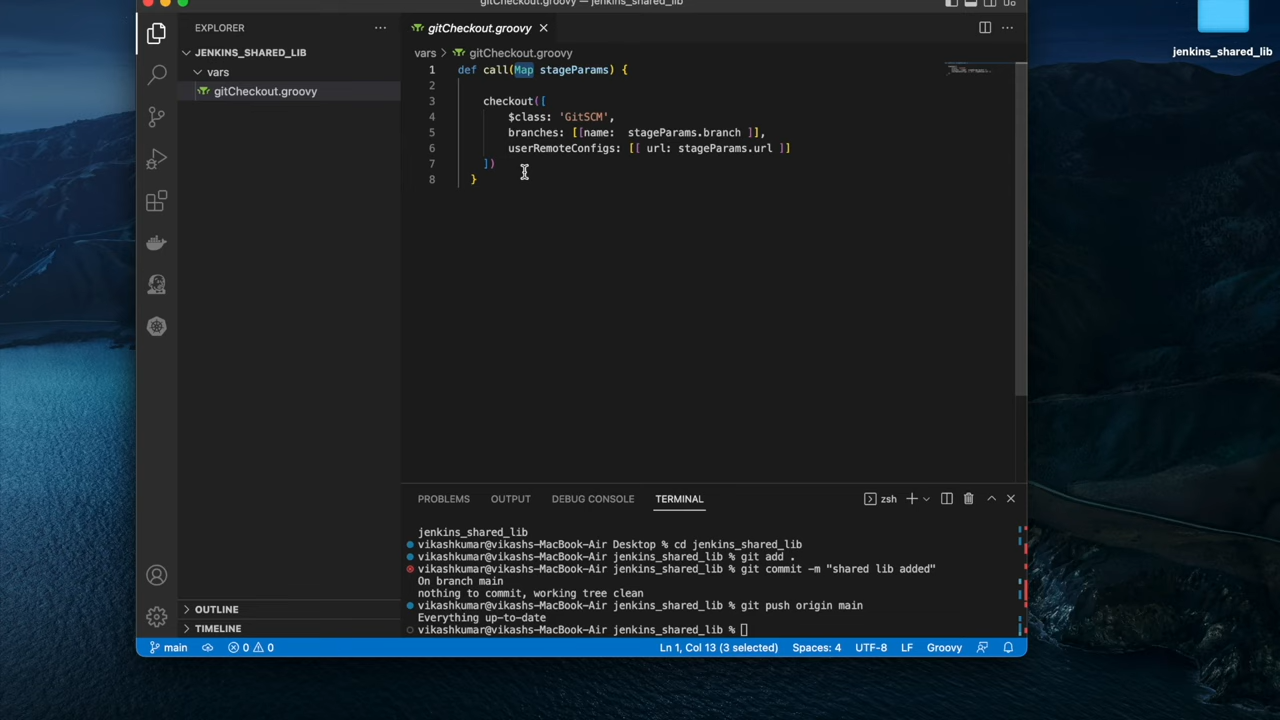 gitCheckout.groovy — jenkins_shared_lib
jenkins_shared_lib
EXPLORER
JENKINS_SHARED_LIB
vars
gitCheckout.groovy
OUTLINE
TIMELINE
gitCheckout.groovy
vars > gitCheckout.groovy
1 def call(Map stageParams) {
2
3 checkout([
4 $class: 'GitSCM',
5 branches: [[name:  stageParams.branch ]],
6 userRemoteConfigs: [[ url: stageParams.url ]]
7 ])
8 }
PROBLEMS OUTPUT DEBUG CONSOLE TERMINAL zsh
jenkins_shared_lib
vikashkumar@vikashs-MacBook-Air Desktop % cd jenkins_shared_lib
vikashkumar@vikashs-MacBook-Air jenkins_shared_lib % git add .
vikashkumar@vikashs-MacBook-Air jenkins_shared_lib % git commit -m "shared lib added"
On branch main
nothing to commit, working tree clean
vikashkumar@vikashs-MacBook-Air jenkins_shared_lib % git push origin main
Everything up-to-date
vikashkumar@vikashs-MacBook-Air jenkins_shared_lib %
main 0 0 Ln 1, Col 13 (3 selected) Spaces: 4 UTF-8 LF Groovy